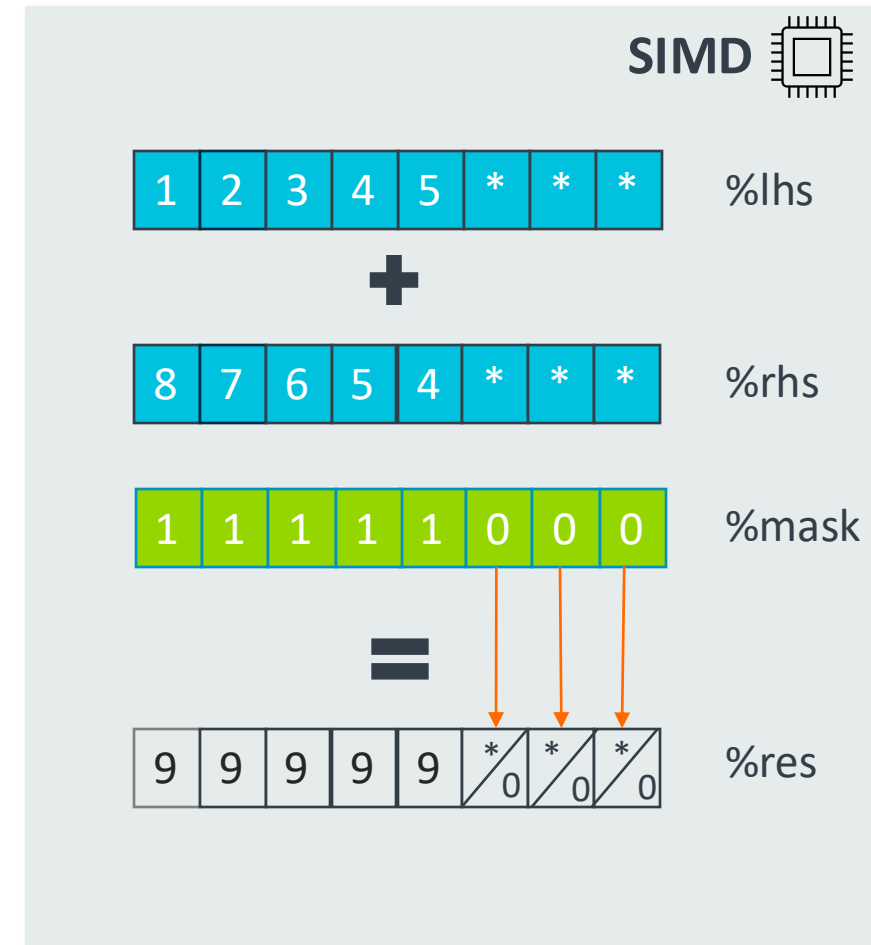 SIMD
1 2 3 4 5 * * * %lhs
+
8 7 6 5 4 * * * %rhs
1 1 1 1 1 0 0 0 %mask
=
9 9 9 9 9 */0 */0 */0 %res